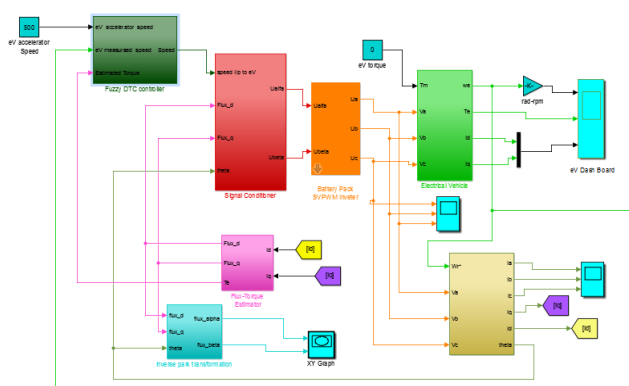 500
eV accelerator
Speed
eV accelerator speed
eV measured speed
Speed
Estimated Torque
Fuzzy DTC controller
speed i/p to eV
Flux_d
Flux_q
theta
Ualfa
Ubeta
Signal Conditioner
Ualfa
Ubeta
Ua
Ub
Uc
Battery Pack
SVPWM Inveter
0
eV torque
Tm
Va
Vb
Vc
we
Te
Id
Iq
Electrical Vehicle
-K-
rad-rpm
eV Dash Board
Flux_d
Flux_q
Te
Id
Iq
Flux-Torque
Estimator
[Id]
[Iq]
flux_d
flux_q
theta
flux_alpha
flux_beta
Inverse park transformation
XY Graph
Va
Vb
Vc
Ia
Ib
Ic
Iq
Id
theta
[Iq]
[Id]